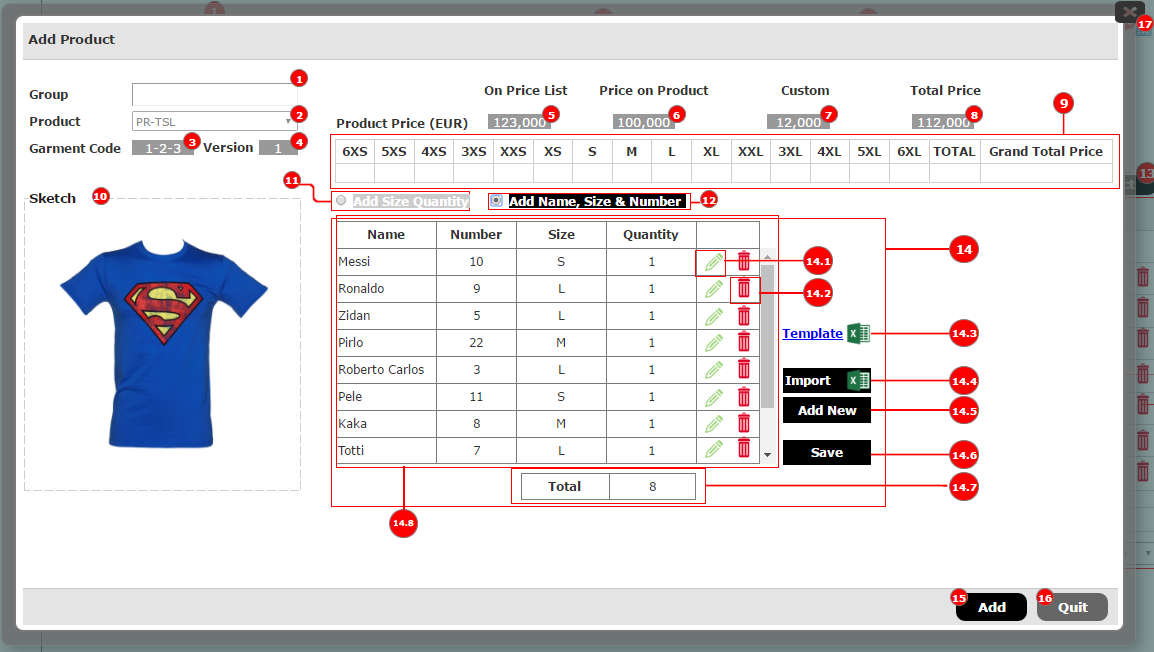 17
Add Product
1
Group
On Price List Price on Product Custom Total Price
9
2
Product PR-TSL
5 6 7 8
Product Price (EUR) 123,000 100,000 12,000 112,000
3 4
Garment Code 1-2-3 Version 1
6XS 5XS 4XS 3XS XXS XS S M L XL XXL 3XL 4XL 5XL 6XL TOTAL Grand Total Price
13
11
Sketch 10
Add Size Quantity Add Name, Size & Number 12
Name Number Size Quantity
14
Messi 10 S 1
14.1
Ronaldo 9 L 1
14.2
Zidan 5 L 1
Template 14.3
Pirlo 22 M 1
Roberto Carlos 3 L 1
Import 14.4
Pele 11 S 1
Add New 14.5
Kaka 8 M 1
Totti 7 L 1
Save 14.6
Total 8 14.7
14.8
15 Add 16 Quit